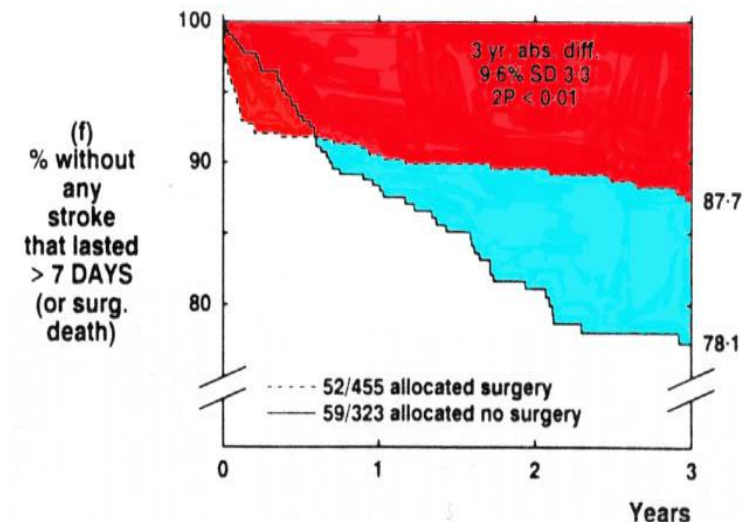 100
90
80
(f)
% without
any
stroke
that lasted
> 7 DAYS
(or surg.
death)
3 yr. abs. diff.
9·6% SD 3·3
2P < 0·01
87·7
78·1
52/455 allocated surgery
59/323 allocated no surgery
0 1 2 3
Years